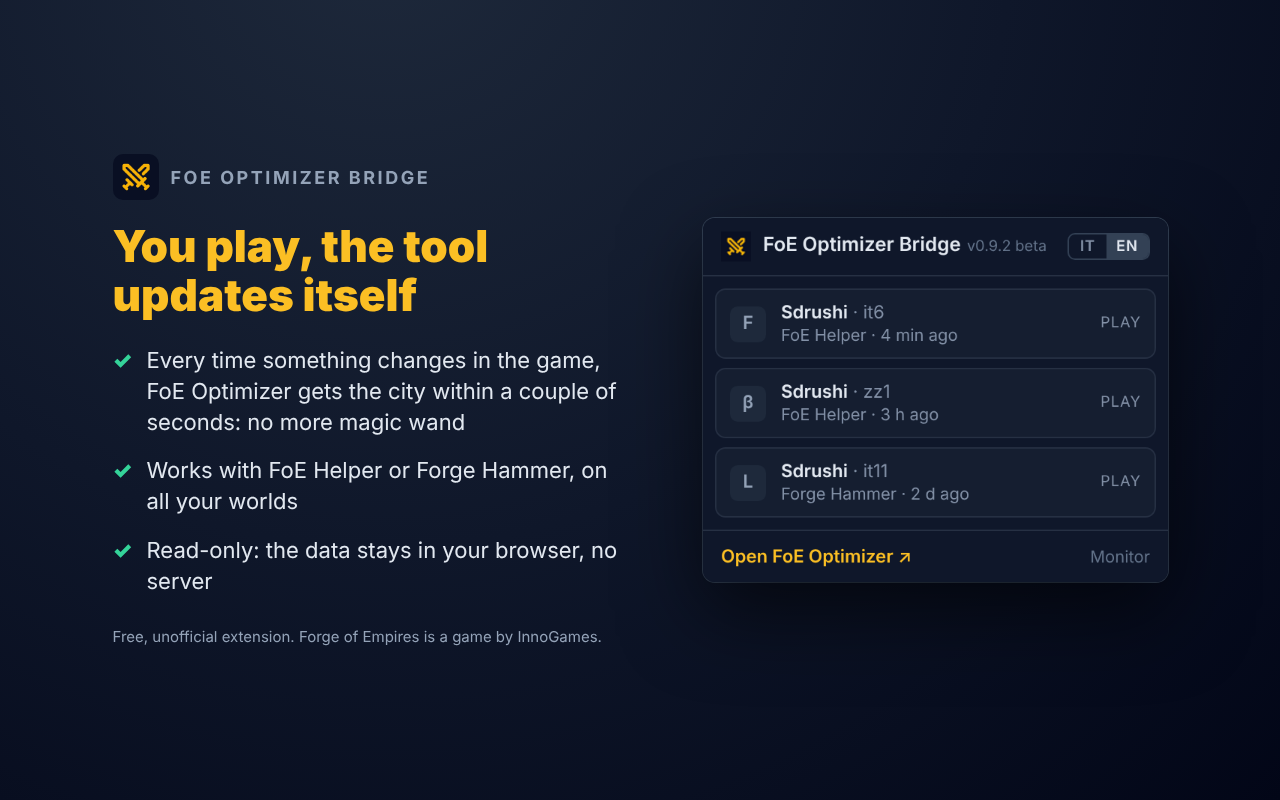 FOE OPTIMIZER BRIDGE
You play, the tool
updates itself
Every time something changes in the game,
FoE Optimizer gets the city within a couple of
seconds: no more magic wand
Works with FoE Helper or Forge Hammer, on
all your worlds
Read-only: the data stays in your browser, no
server
Free, unofficial extension. Forge of Empires is a game by InnoGames.
FoE Optimizer Bridge v0.9.2 beta IT EN
F
Sdrushi · it6
FoE Helper · 4 min ago
PLAY
β
Sdrushi · zz1
FoE Helper · 3 h ago
PLAY
L
Sdrushi · it11
Forge Hammer · 2 d ago
PLAY
Open FoE Optimizer ↗ Monitor